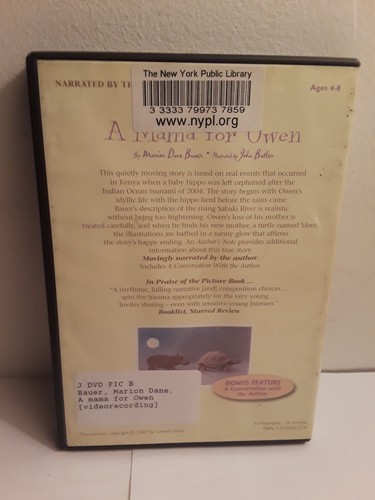 The New York Public Library
NARRATED BY
Ages 4-8
3 3333 79973 7859
www.nypl.org
A Mama for Owen
By Marion Dane Bauer • Illustrated by John Butler
This quietly moving story is based on real events that occurred
in Kenya when a baby hippo was left orphaned after the
Indian Ocean tsunami of 2004. The story begins with Owen's
idyllic life with the hippo herd before the rains came.
Bauer's description of the rising Sabaki River is realistic
without being too frightening. Owen's loss of his mother is
treated carefully, and when he finds his new mother, a turtle named Mzee,
the illustrations are bathed in a sunny glow that affirms
the story's happy ending. An Author's Note provides additional
information about this true story.
Movingly narrated by the author.
Includes A Conversation With the Author.
In Praise of the Picture Book ...
"A rhythmic, lulling narrative [and] composition choices ...
spin the trauma appropriately for the very young ...
Invites sharing – even with sensitive young listeners."
Booklist, Starred Review
J DVD FIC B
Bauer, Marion Dane.
A mama for Owen
[videorecording]
BONUS FEATURE
A Conversation with
the Author